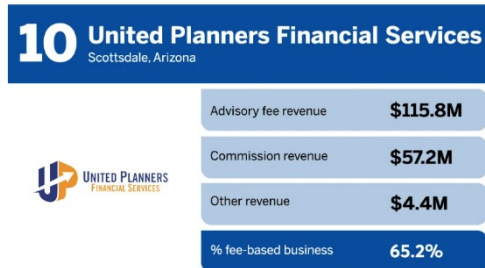 10 United Planners Financial Services
Scottsdale, Arizona
Advisory fee revenue $115.8M
Commission revenue $57.2M
UP UNITED PLANNERS
FINANCIAL SERVICES
Other revenue $4.4M
% fee-based business 65.2%